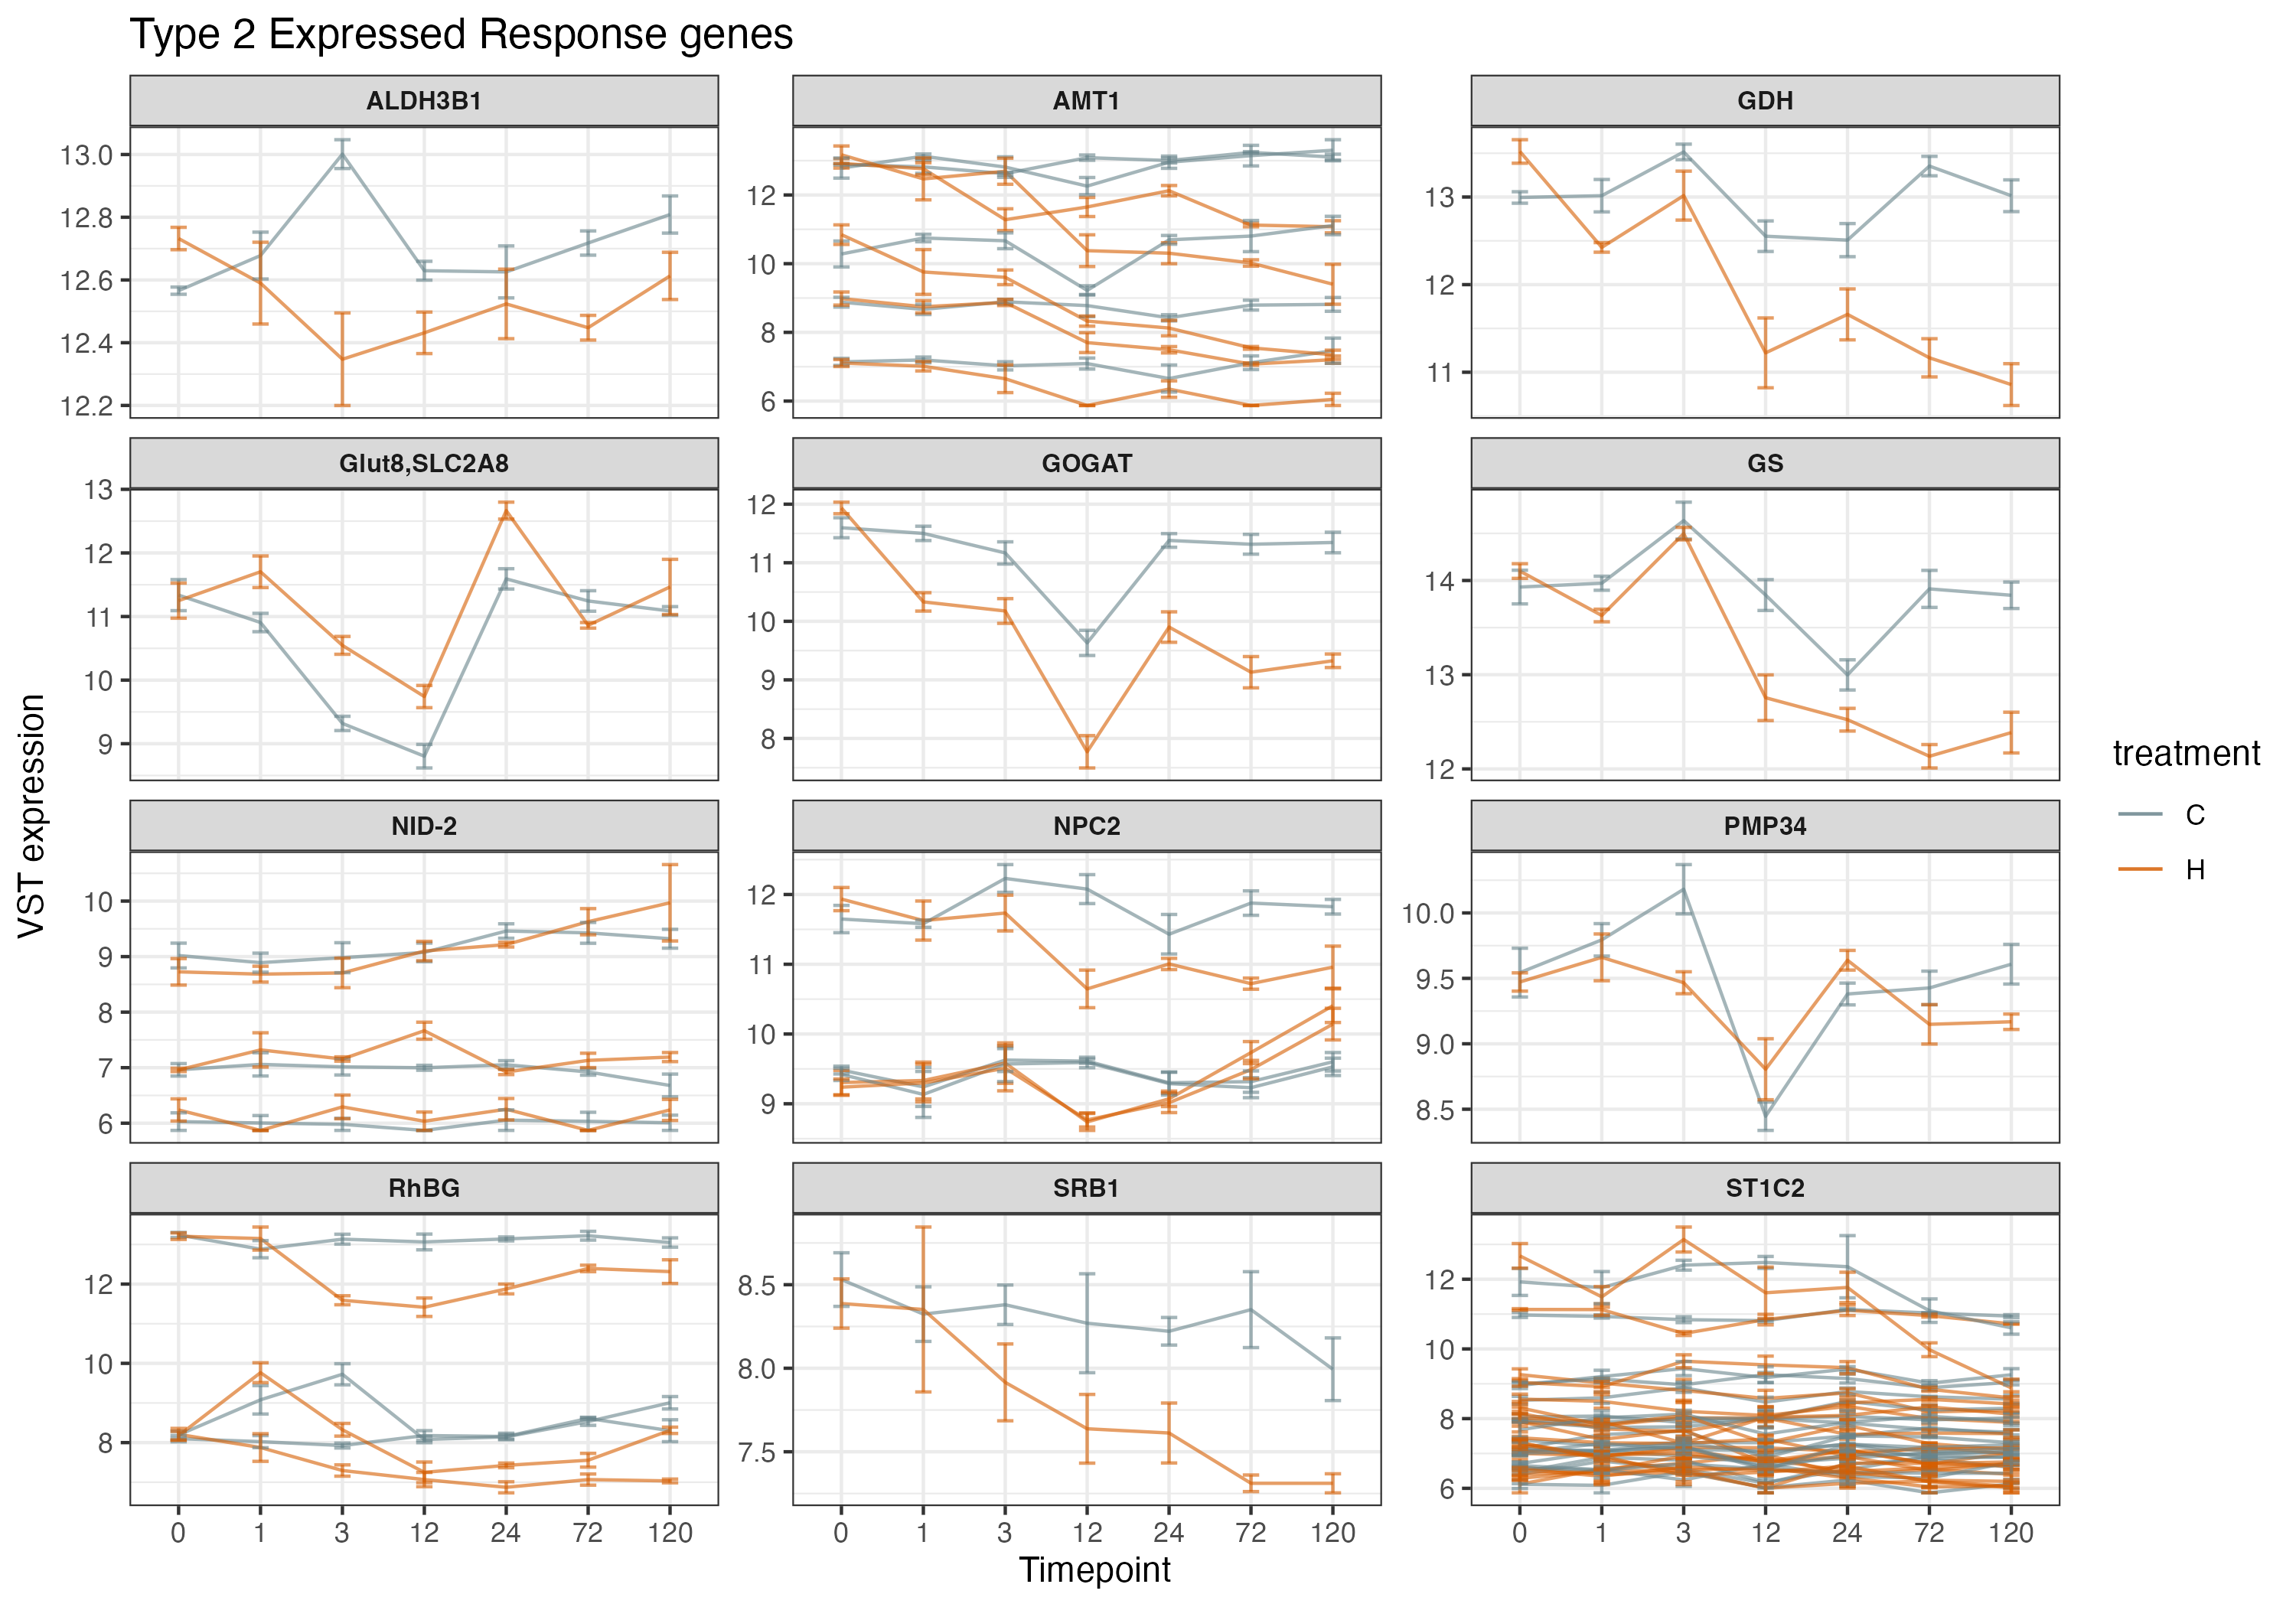 Type 2 Expressed Response genes
ALDH3B1
AMT1
GDH
13.0
12.8
12.6
12.4
12.2
12
10
8
6
13
12
11
Glut8,SLC2A8
GOGAT
GS
13
12
11
10
9
12
11
10
9
8
14
13
12
NID-2
NPC2
PMP34
10
9
8
7
6
12
11
10
9
10.0
9.5
9.0
8.5
RhBG
SRB1
ST1C2
12
10
8
8.5
8.0
7.5
12
10
8
6
0 1 3 12 24 72 120
0 1 3 12 24 72 120
0 1 3 12 24 72 120
Timepoint
VST expression
treatment
C
H